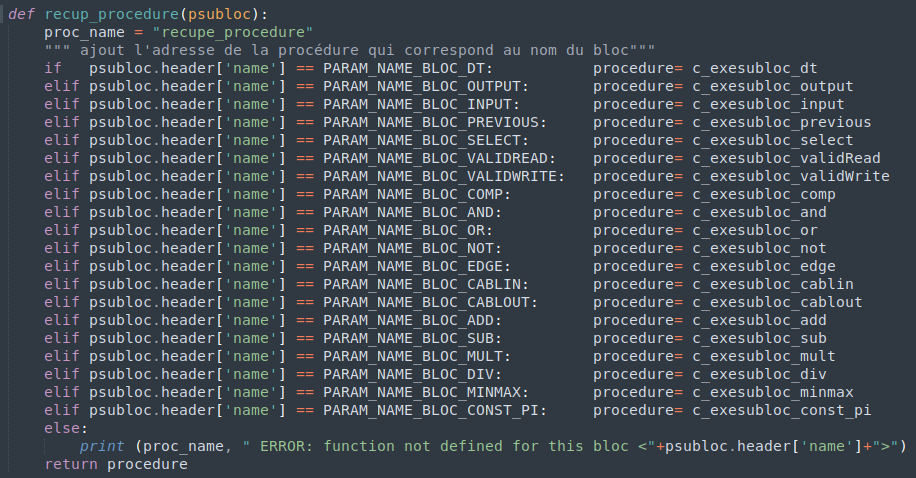 def recup_procedure(psubloc):
    proc_name = "recupe_procedure"
    """ ajout l'adresse de la procédure qui correspond au nom du bloc"""
    if   psubloc.header['name'] == PARAM_NAME_BLOC_DT:           procedure= c_exesubloc_dt
    elif psubloc.header['name'] == PARAM_NAME_BLOC_OUTPUT:       procedure= c_exesubloc_output
    elif psubloc.header['name'] == PARAM_NAME_BLOC_INPUT:        procedure= c_exesubloc_input
    elif psubloc.header['name'] == PARAM_NAME_BLOC_PREVIOUS:     procedure= c_exesubloc_previous
    elif psubloc.header['name'] == PARAM_NAME_BLOC_SELECT:       procedure= c_exesubloc_select
    elif psubloc.header['name'] == PARAM_NAME_BLOC_VALIDREAD:    procedure= c_exesubloc_validRead
    elif psubloc.header['name'] == PARAM_NAME_BLOC_VALIDWRITE:   procedure= c_exesubloc_validWrite
    elif psubloc.header['name'] == PARAM_NAME_BLOC_COMP:         procedure= c_exesubloc_comp
    elif psubloc.header['name'] == PARAM_NAME_BLOC_AND:          procedure= c_exesubloc_and
    elif psubloc.header['name'] == PARAM_NAME_BLOC_OR:           procedure= c_exesubloc_or
    elif psubloc.header['name'] == PARAM_NAME_BLOC_NOT:          procedure= c_exesubloc_not
    elif psubloc.header['name'] == PARAM_NAME_BLOC_EDGE:         procedure= c_exesubloc_edge
    elif psubloc.header['name'] == PARAM_NAME_BLOC_CABLIN:       procedure= c_exesubloc_cablin
    elif psubloc.header['name'] == PARAM_NAME_BLOC_CABLOUT:      procedure= c_exesubloc_cablout
    elif psubloc.header['name'] == PARAM_NAME_BLOC_ADD:          procedure= c_exesubloc_add
    elif psubloc.header['name'] == PARAM_NAME_BLOC_SUB:          procedure= c_exesubloc_sub
    elif psubloc.header['name'] == PARAM_NAME_BLOC_MULT:         procedure= c_exesubloc_mult
    elif psubloc.header['name'] == PARAM_NAME_BLOC_DIV:          procedure= c_exesubloc_div
    elif psubloc.header['name'] == PARAM_NAME_BLOC_MINMAX:       procedure= c_exesubloc_minmax
    elif psubloc.header['name'] == PARAM_NAME_BLOC_CONST_PI:     procedure= c_exesubloc_const_pi
    else:
        print (proc_name, " ERROR: function not defined for this bloc <"+psubloc.header['name']+">")
    return procedure